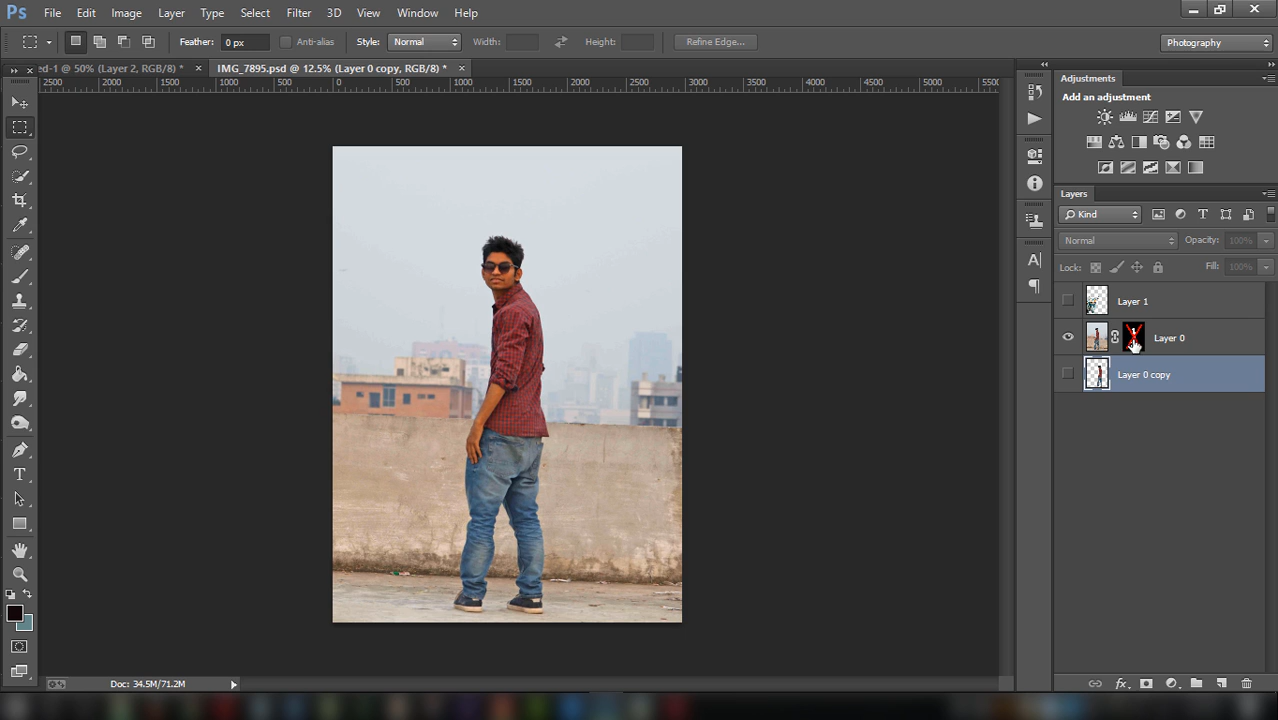 Ps File Edit Image Layer Type Select Filter 3D View Window Help
Feather: 0 px Anti-alias Style: Normal Width: Height: Refine Edge... Photography
ed-1 @ 50% (Layer 2, RGB/8) * × IMG_7895.psd @ 12.5% (Layer 0 copy, RGB/8) * ×
2500 2000 1500 1000 500 0 500 1000 1500 2000 2500 3000 3500 4000 4500 5000 550
Adjustments
Add an adjustment
Layers
Kind
Normal Opacity: 100%
Lock: Fill: 100%
Layer 1
Layer 0
Layer 0 copy
Doc: 34.5M/71.2M